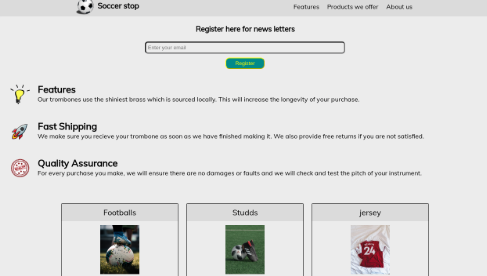 Soccer stop
Features Products we offer About us
Register here for news letters
Enter your email
Register
Features
Our trombones use the shiniest brass which is sourced locally. This will increase the longevity of your purchase.
Fast Shipping
We make sure you recieve your trombone as soon as we have finished making it. We also provide free returns if you are not satisfied.
Quality Assurance
For every purchase you make, we will ensure there are no damages or faults and we will check and test the pitch of your instrument.
Footballs Studds jersey
24